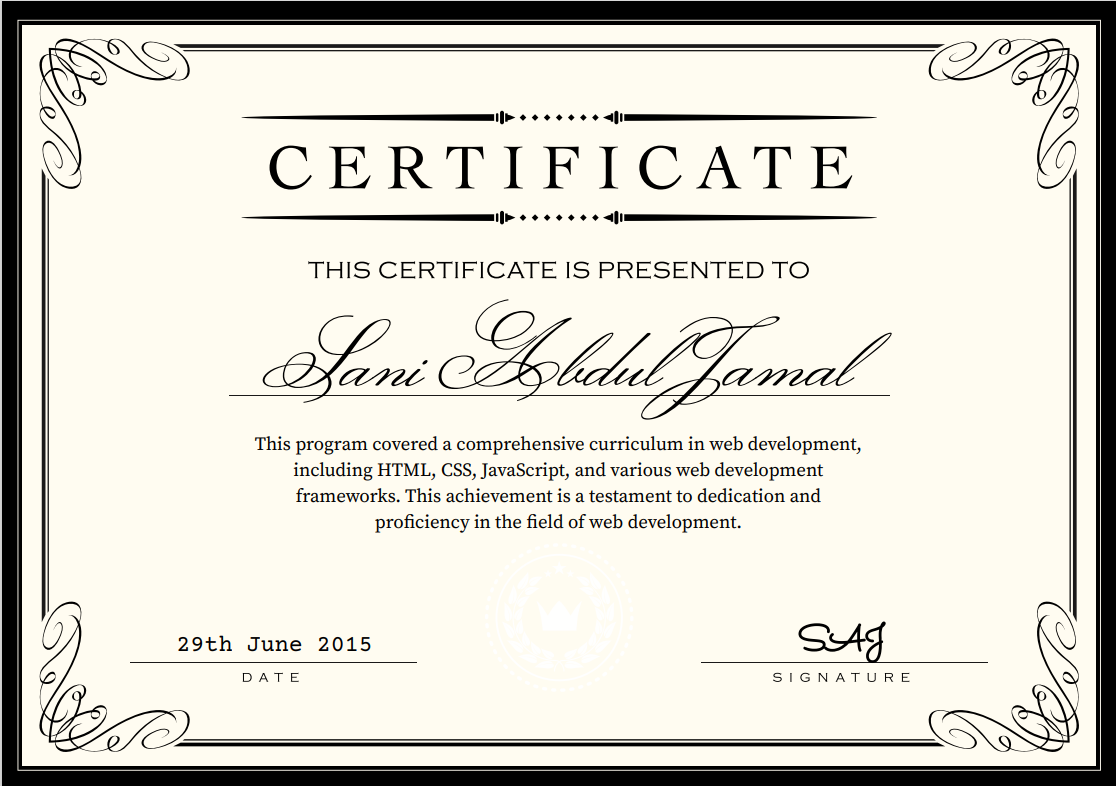 CERTIFICATE
THIS CERTIFICATE IS PRESENTED TO
Sani Abdul Jamal
This program covered a comprehensive curriculum in web development,
including HTML, CSS, JavaScript, and various web development
frameworks. This achievement is a testament to dedication and
proficiency in the field of web development.
29th June 2015
SAJ
DATE
SIGNATURE